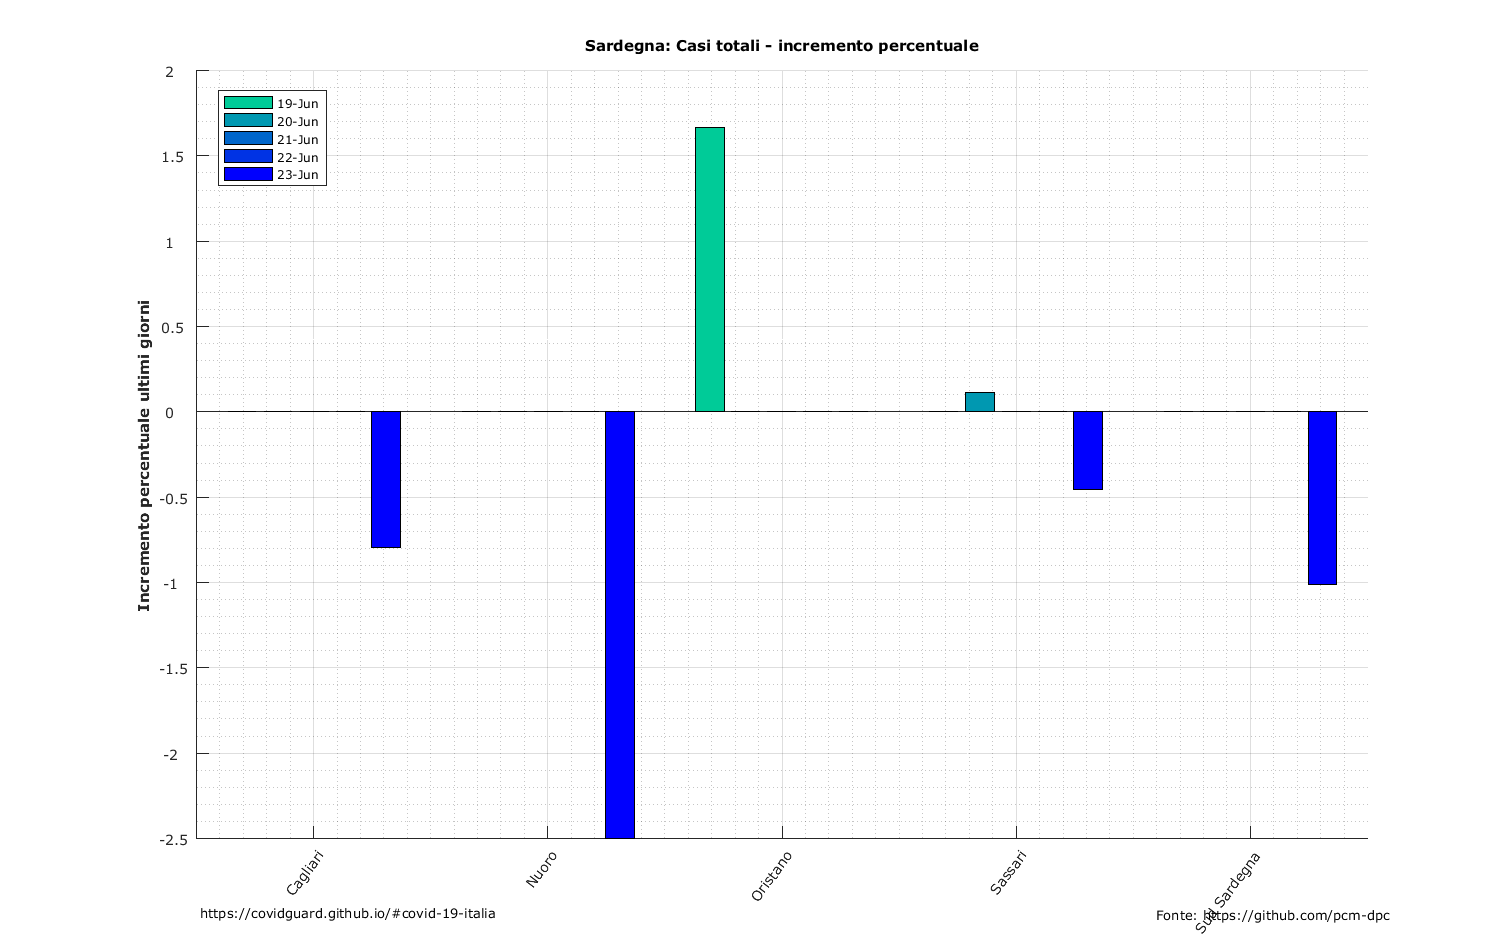 Sardegna: Casi totali - incremento percentuale
2
1.5
1
0.5
0
-0.5
-1
-1.5
-2
-2.5
Incremento percentuale ultimi giorni
19-Jun
20-Jun
21-Jun
22-Jun
23-Jun
Cagliari
Nuoro
Oristano
Sassari
Sud Sardegna
https://covidguard.github.io/#covid-19-italia
Fonte: https://github.com/pcm-dpc